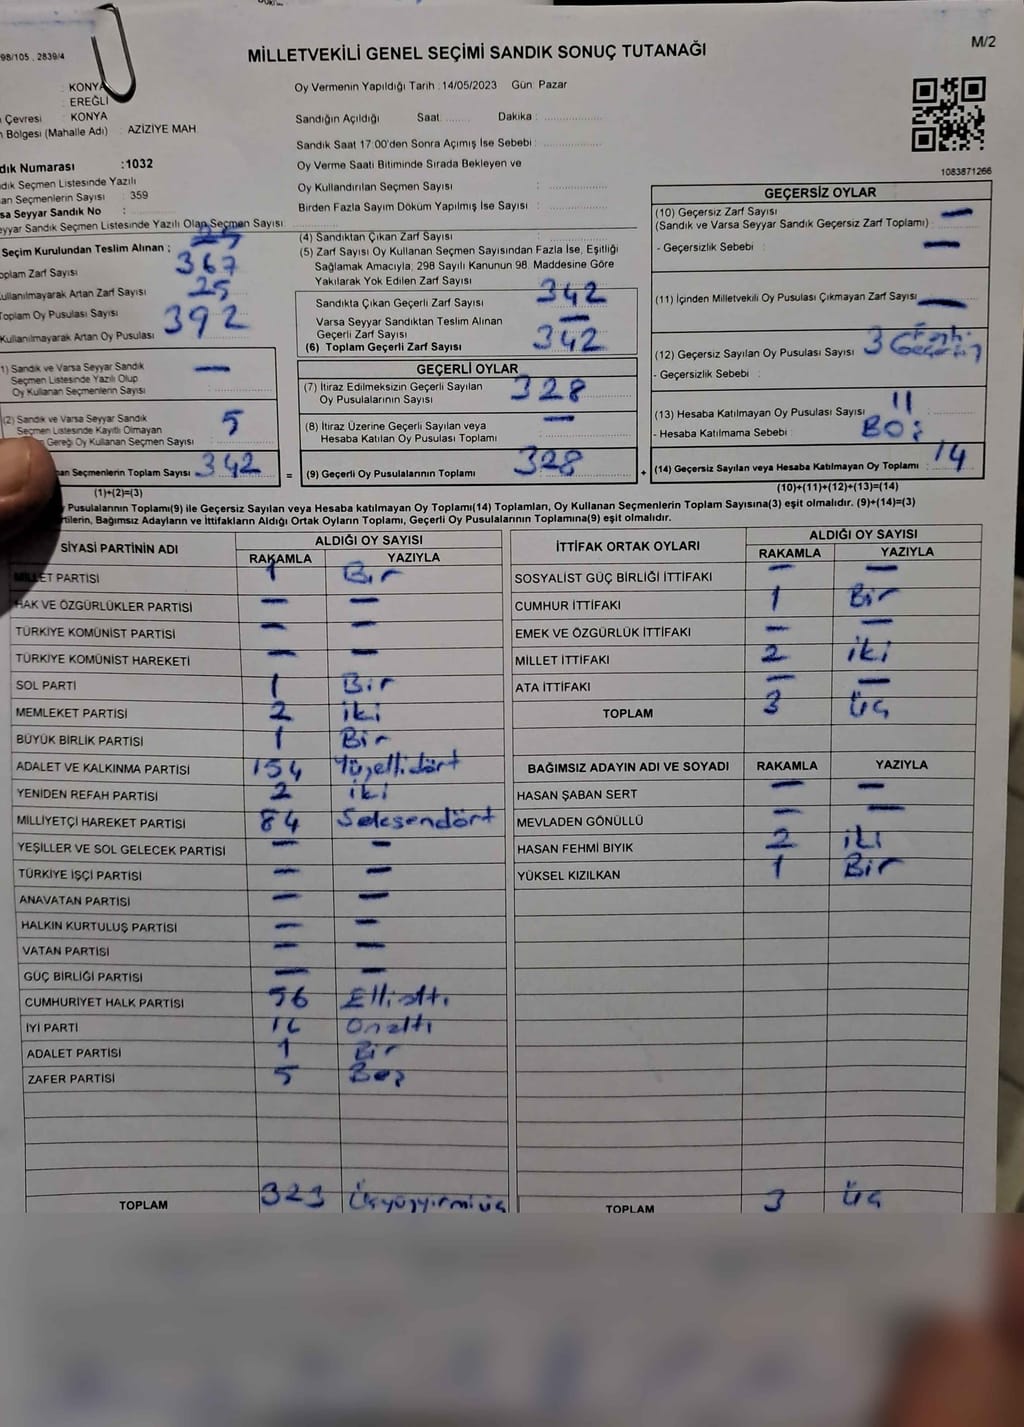 98/105 , 2839/4
MİLLETVEKİLİ GENEL SEÇİMİ SANDIK SONUÇ TUTANAĞI
M/2
: KONYA
: EREĞLİ
Çevresi : KONYA
Bölgesi (Mahalle Adı) : AZİZİYE MAH
dık Numarası :1032
dık Seçmen Listesinde Yazılı
an Seçmenlerin Sayısı : 359
sa Seyyar Sandık No :
eyyar Sandık Seçmen Listesinde Yazılı Olan Seçmen Sayısı :
Oy Vermenin Yapıldığı Tarih :14/05/2023 Gün: Pazar
Sandığın Açıldığı Saat ....... Dakika : ..............
Sandık Saat 17:00'den Sonra Açımış İse Sebebi : ..............
Oy Verme Saati Bitiminde Sırada Bekleyen ve
Oy Kullandırılan Seçmen Sayısı : ..............
Birden Fazla Sayım Döküm Yapılmış İse Sayısı : ..............
1083871266
Seçim Kurulundan Teslim Alınan :
oplam Zarf Sayısı 367
ullanılmayarak Artan Zarf Sayısı 25
oplam Oy Pusulası Sayısı 392
Kullanılmayarak Artan Oy Pusulası
1) Sandık ve Varsa Seyyar Sandık —
Seçmen Listesinde Yazılı Olup
Oy Kullanan Seçmenlerin Sayısı
(2) Sandık ve Varsa Seyyar Sandık 5
Seçmen Listesinde Kayıtlı Olmayan
Gereği Oy Kullanan Seçmen Sayısı
an Seçmenlerin Toplam Sayısı 342
(1)+(2)=(3)
(4) Sandıktan Çıkan Zarf Sayısı :
(5) Zarf Sayısı Oy Kullanan Seçmen Sayısından Fazla İse, Eşitliği
Sağlamak Amacıyla, 298 Sayılı Kanunun 98. Maddesine Göre
Yakılarak Yok Edilen Zarf Sayısı
Sandıkta Çıkan Geçerli Zarf Sayısı : 342
Varsa Seyyar Sandıktan Teslim Alınan —
Geçerli Zarf Sayısı :
(6) Toplam Geçerli Zarf Sayısı : 342
GEÇERLİ OYLAR
(7) İtiraz Edilmeksizin Geçerli Sayılan 328
Oy Pusulalarının Sayısı
(8) İtiraz Üzerine Geçerli Sayılan veya —
Hesaba Katılan Oy Pusulası Toplamı
= (9) Geçerli Oy Pusulalarının Toplamı 328 +
GEÇERSİZ OYLAR
(10) Geçersiz Zarf Sayısı —
(Sandık ve Varsa Seyyar Sandık Geçersiz Zarf Toplamı) :
- Geçersizlik Sebebi : —
(11) İçinden Milletvekili Oy Pusulası Çıkmayan Zarf Sayısı —
(12) Geçersiz Sayılan Oy Pusulası Sayısı 3
- Geçersizlik Sebebi :
(13) Hesaba Katılmayan Oy Pusulası Sayısı : 11
- Hesaba Katılmama Sebebi : BOş
(14) Geçersiz Sayılan veya Hesaba Katılmayan Oy Toplamı : 14
(10)+(11)+(12)+(13)=(14)
Pusulalarının Toplamı(9) ile Geçersiz Sayılan veya Hesaba katılmayan Oy Toplamı(14) Toplamları, Oy Kullanan Seçmenlerin Toplam Sayısına(3) eşit olmalıdır. (9)+(14)=(3)
tilerin, Bağımsız Adayların ve İttifakların Aldığı Ortak Oyların Toplamı, Geçerli Oy Pusulalarının Toplamına(9) eşit olmalıdır.
SİYASİ PARTİNİN ADI ALDIĞI OY SAYISI
RAKAMLA YAZIYLA
MİLLET PARTİSİ 1 Bir
HAK VE ÖZGÜRLÜKLER PARTİSİ — —
TÜRKİYE KOMÜNİST PARTİSİ — —
TÜRKİYE KOMÜNİST HAREKETİ — —
SOL PARTİ 1 Bir
MEMLEKET PARTİSİ 2 iki
BÜYÜK BİRLİK PARTİSİ 1 Bir
ADALET VE KALKINMA PARTİSİ 154 Yüzellidört
YENİDEN REFAH PARTİSİ 2 iki
MİLLİYETÇİ HAREKET PARTİSİ 84 Seksendört
YEŞİLLER VE SOL GELECEK PARTİSİ — —
TÜRKİYE İŞÇİ PARTİSİ — —
ANAVATAN PARTİSİ — —
HALKIN KURTULUŞ PARTİSİ — —
VATAN PARTİSİ — —
GÜÇ BİRLİĞİ PARTİSİ — —
CUMHURİYET HALK PARTİSİ 56 Ellialtı
İYİ PARTİ 16 Onaltı
ADALET PARTİSİ 1 Bir
ZAFER PARTİSİ 5 Beş
TOPLAM 323 Üçyüzyirmiüç
İTTİFAK ORTAK OYLARI ALDIĞI OY SAYISI
RAKAMLA YAZIYLA
SOSYALİST GÜÇ BİRLİĞİ İTTİFAKI — —
CUMHUR İTTİFAKI 1 Bir
EMEK VE ÖZGÜRLÜK İTTİFAKI — —
MİLLET İTTİFAKI 2 iki
ATA İTTİFAKI — —
TOPLAM 3 Üç
BAĞIMSIZ ADAYIN ADI VE SOYADI RAKAMLA YAZIYLA
HASAN ŞABAN SERT — —
MEVLADEN GÖNÜLLÜ — —
HASAN FEHMİ BIYIK 2 iki
YÜKSEL KIZILKAN 1 Bir
TOPLAM 3 Üç